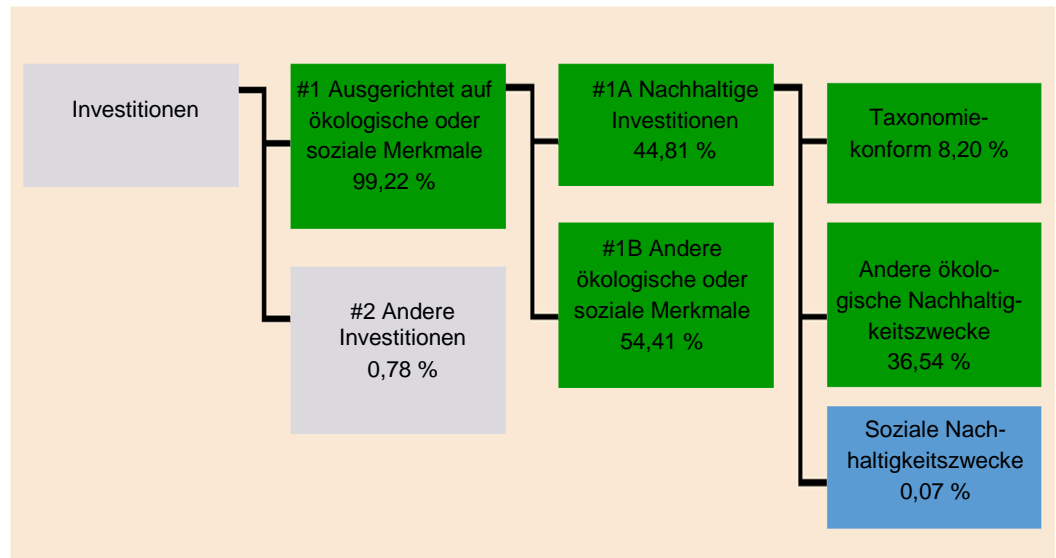 Investitionen
#1 Ausgerichtet auf
ökologische oder
soziale Merkmale
99,22 %
#2 Andere
Investitionen
0,78 %
#1A Nachhaltige
Investitionen
44,81 %
#1B Andere
ökologische oder
soziale Merkmale
54,41 %
Taxonomie-
konform 8,20 %
Andere ökolo-
gische Nachhaltig-
keitszwecke
36,54 %
Soziale Nach-
haltigkeitszwecke
0,07 %